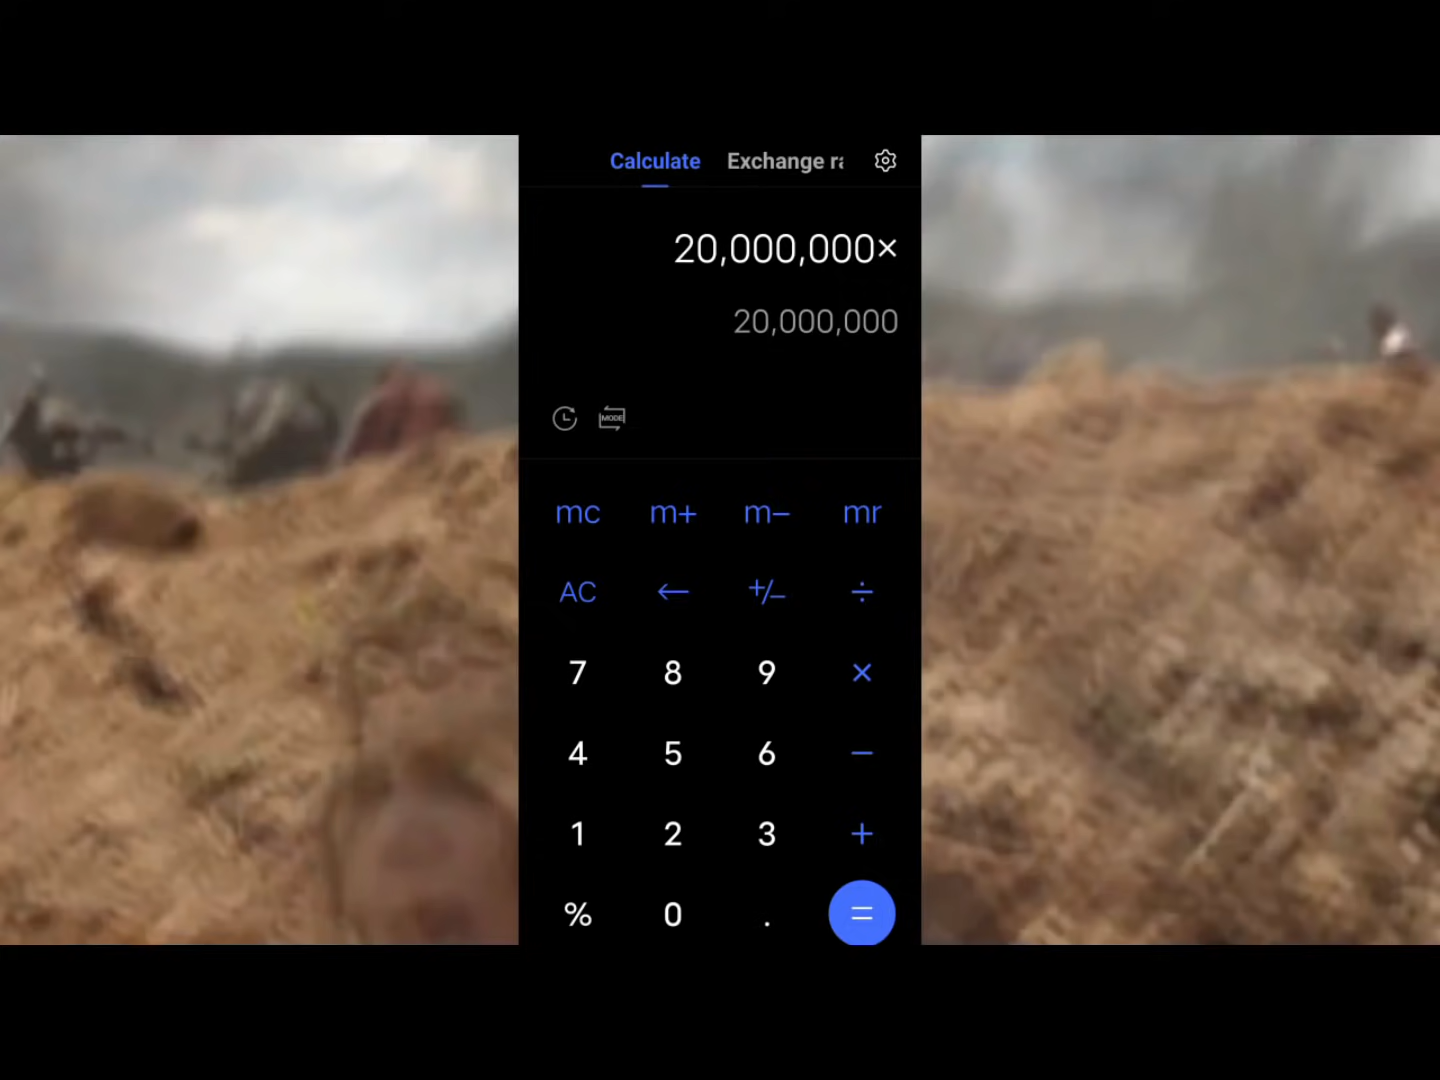 Calculate Exchange ra
20,000,000×
20,000,000
MODE
mc m+ m– mr
AC ← +/– ÷
7 8 9 ×
4 5 6 –
1 2 3 +
% 0 . =